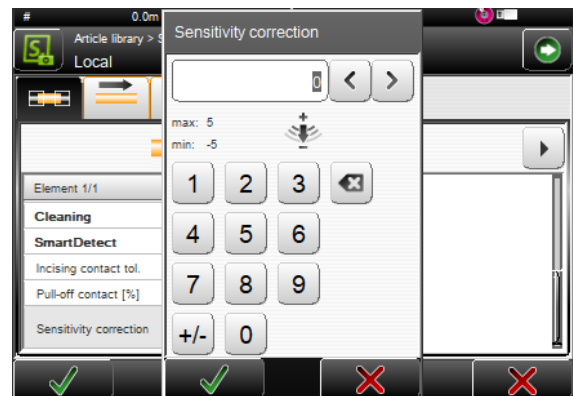 # 0.0m
Article library > S
Local
Sensitivity correction
0
max: 5
min: -5
1 2 3
4 5 6
7 8 9
+/- 0
Element 1/1
Cleaning
SmartDetect
Incising contact tol.
Pull-off contact [%]
Sensitivity correction